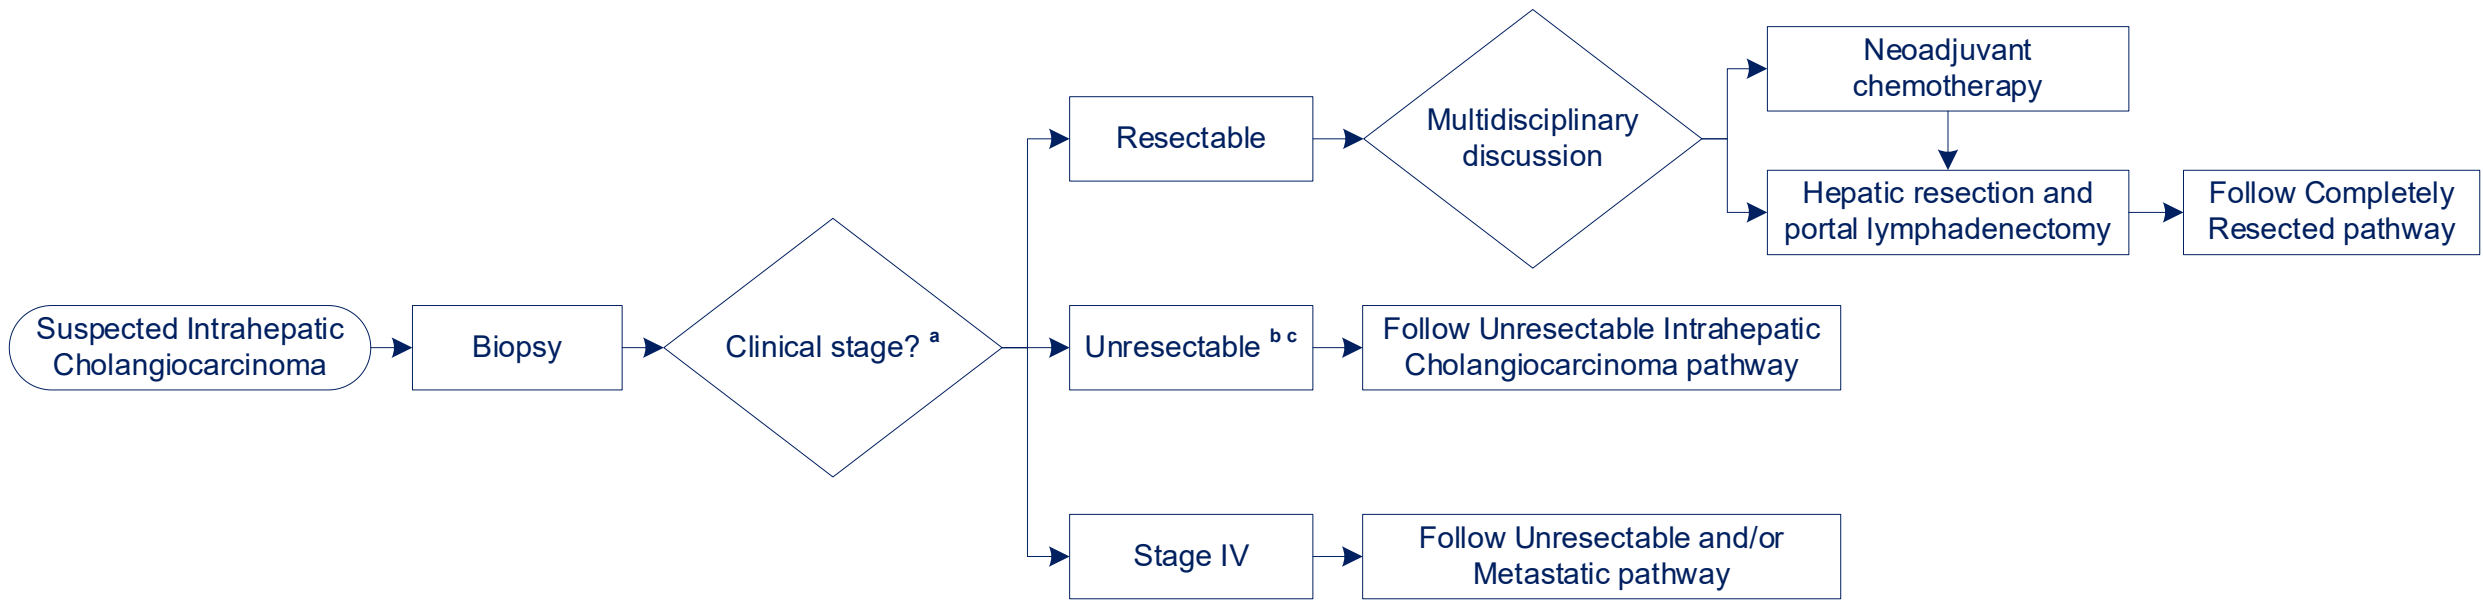 Suspected Intrahepatic
Cholangiocarcinoma
Biopsy
Clinical stage? a
Resectable
Multidisciplinary
discussion
Neoadjuvant
chemotherapy
Hepatic resection and
portal lymphadenectomy
Follow Completely
Resected pathway
Unresectable b c
Follow Unresectable Intrahepatic
Cholangiocarcinoma pathway
Stage IV
Follow Unresectable and/or
Metastatic pathway